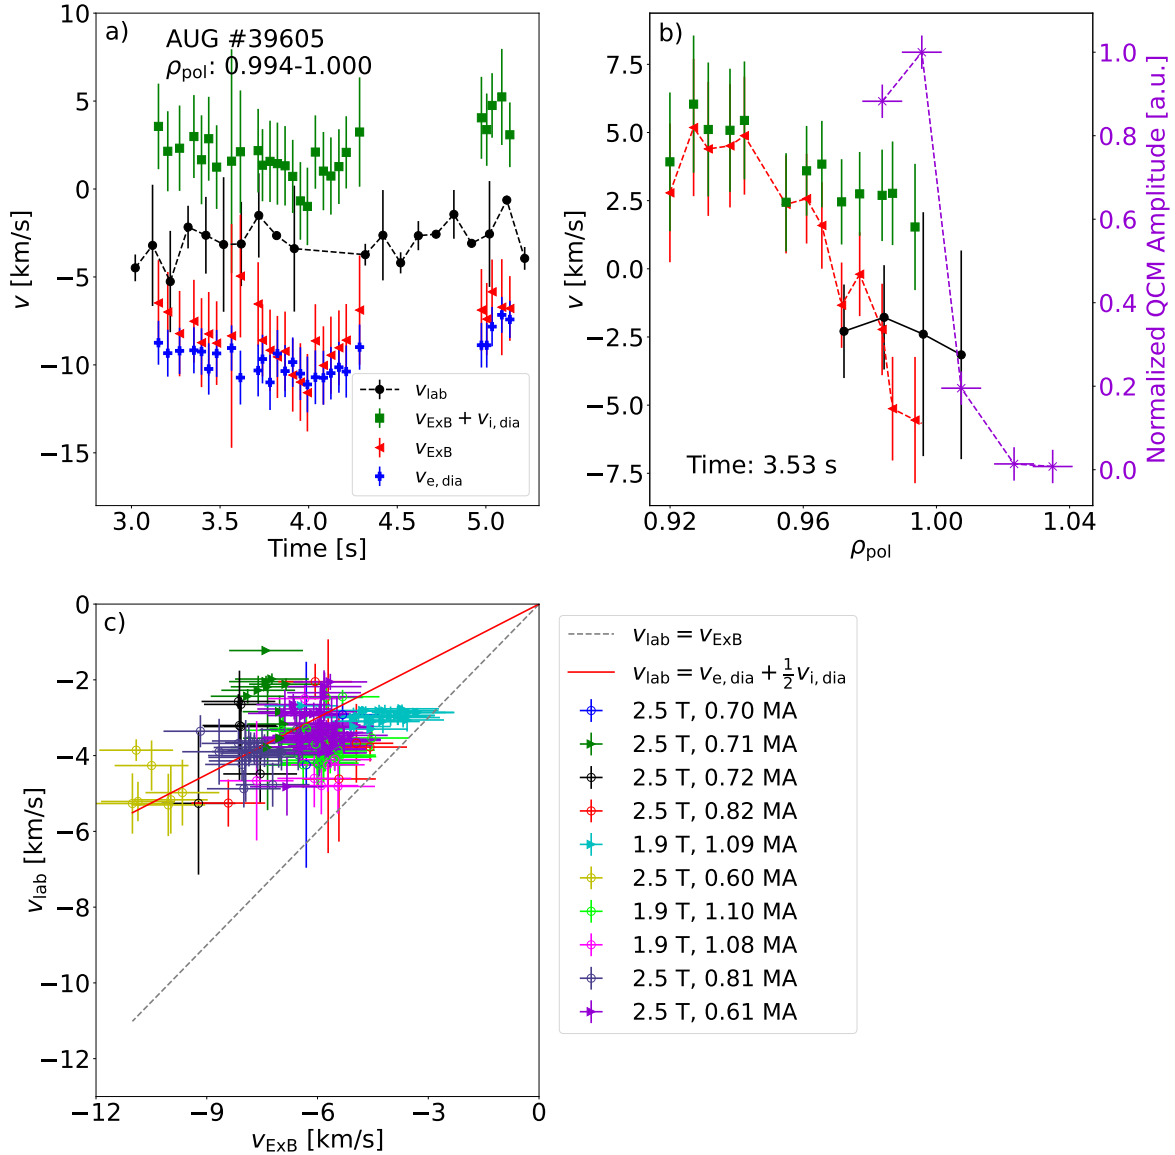 a)
AUG #39605
ρpol: 0.994-1.000
10
5
0
−5
−10
−15
v [km/s]
3.0 3.5 4.0 4.5 5.0
Time [s]
vlab
vExB + vi, dia
vExB
ve, dia
b)
7.5
5.0
2.5
0.0
−2.5
−5.0
−7.5
v [km/s]
1.0
0.8
0.6
0.4
0.2
0.0
Normalized QCM Amplitude [a.u.]
Time: 3.53 s
0.92 0.96 1.00 1.04
ρpol
c)
0
−2
−4
−6
−8
−10
−12
vlab [km/s]
−12 −9 −6 −3 0
vExB [km/s]
vlab = vExB
vlab = ve, dia + 1/2 vi, dia
2.5 T, 0.70 MA
2.5 T, 0.71 MA
2.5 T, 0.72 MA
2.5 T, 0.82 MA
1.9 T, 1.09 MA
2.5 T, 0.60 MA
1.9 T, 1.10 MA
1.9 T, 1.08 MA
2.5 T, 0.81 MA
2.5 T, 0.61 MA